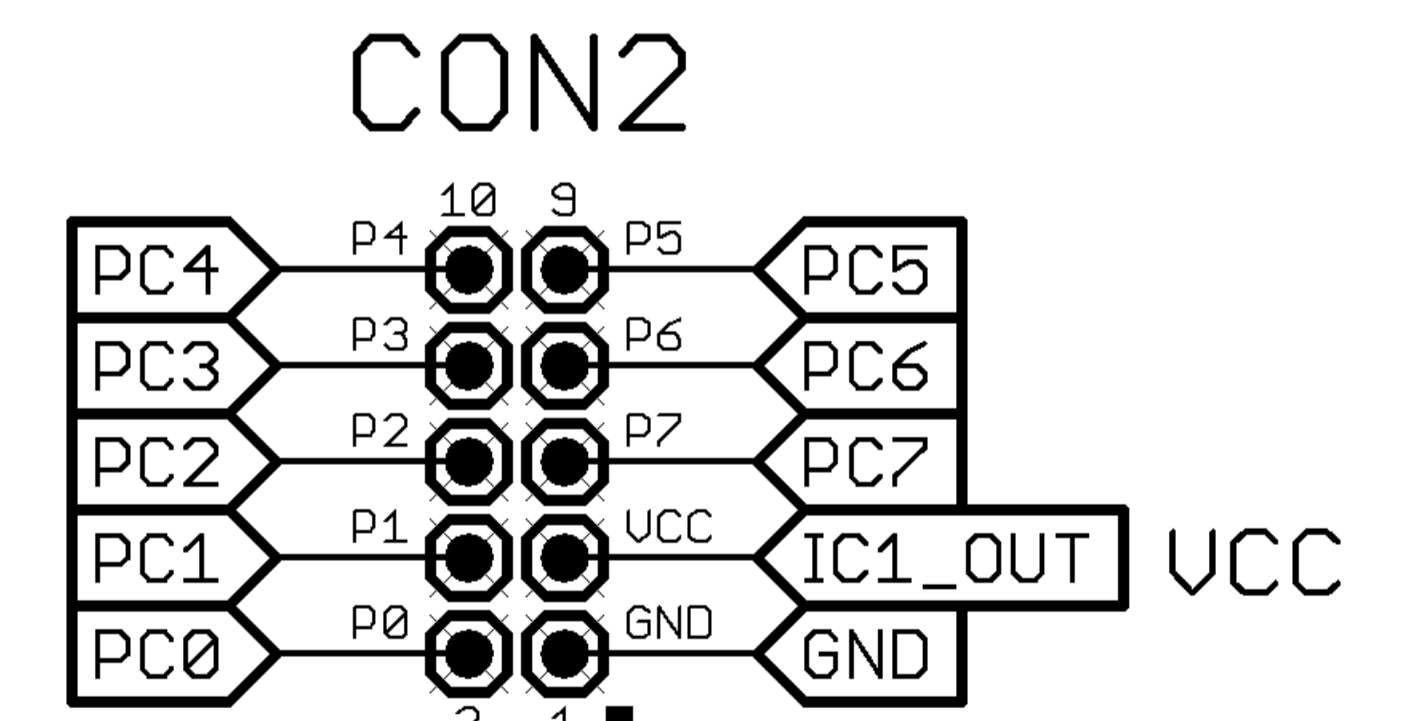 CON2
10 9
PC4 P4 P5 PC5
PC3 P3 P6 PC6
PC2 P2 P7 PC7
PC1 P1 VCC IC1_OUT VCC
PC0 P0 GND GND
2 1